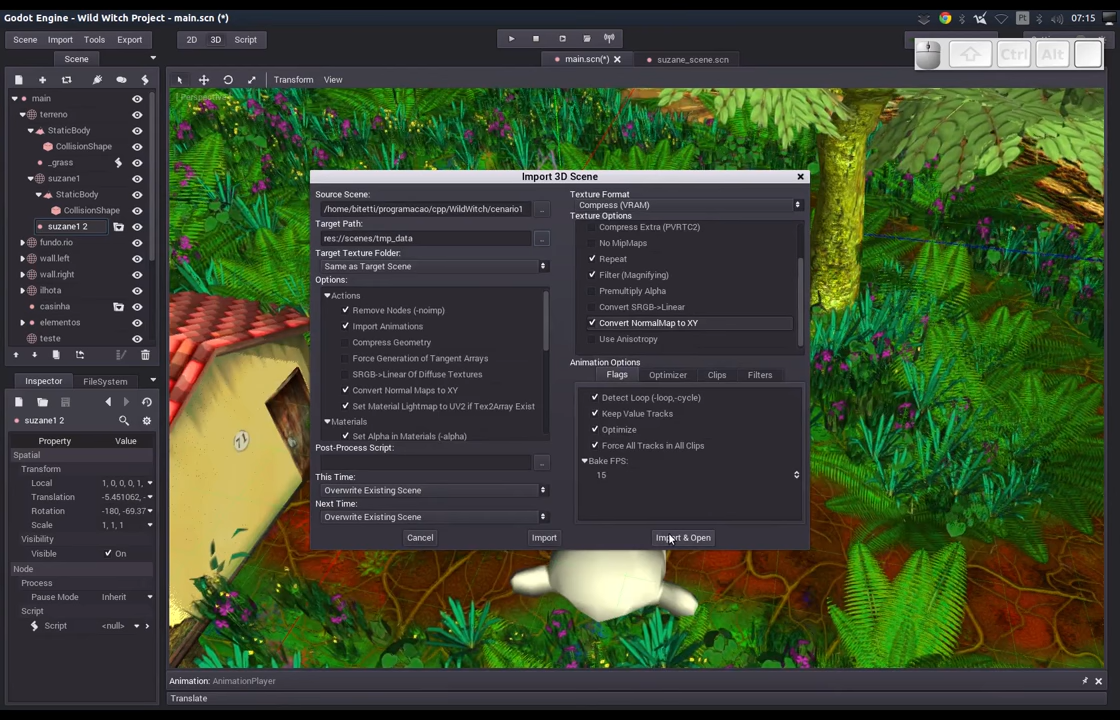 Godot Engine - Wild Witch Project - main.scn (*)
Pt
07:15
Scene Import Tools Export
2D 3D Script
Ctrl Alt
Scene
main.scn(*)
suzane_scene.scn
Transform View
Perspective
main
terreno
StaticBody
CollisionShape
_grass
suzane1
StaticBody
CollisionShape
suzane1 2
fundo.rio
wall.left
wall.right
ilhota
casinha
elementos
teste
Inspector FileSystem
suzane1 2
Property Value
Spatial
Transform
Local 1, 0, 0, 0, 1,
Translation -5.451062,
Rotation -180, -69.37
Scale 1, 1, 1
Visibility
Visible On
Node
Process
Pause Mode Inherit
Script
Script <null>
Import 3D Scene
Source Scene:
/home/bitetti/programacao/cpp/WildWitch/cenario1
..
Target Path:
res://scenes/tmp_data
..
Target Texture Folder:
Same as Target Scene
Options:
Actions
Remove Nodes (-noimp)
Import Animations
Compress Geometry
Force Generation of Tangent Arrays
SRGB->Linear Of Diffuse Textures
Convert Normal Maps to XY
Set Material Lightmap to UV2 if Tex2Array Exist
Materials
Set Alpha in Materials (-alpha)
Post-Process Script:
..
This Time:
Overwrite Existing Scene
Next Time:
Overwrite Existing Scene
Texture Format
Compress (VRAM)
Texture Options
Compress Extra (PVRTC2)
No MipMaps
Repeat
Filter (Magnifying)
Premultiply Alpha
Convert SRGB->Linear
Convert NormalMap to XY
Use Anisotropy
Animation Options
Flags Optimizer Clips Filters
Detect Loop (-loop,-cycle)
Keep Value Tracks
Optimize
Force All Tracks in All Clips
Bake FPS:
15
Cancel Import Import & Open
Animation: AnimationPlayer
Translate